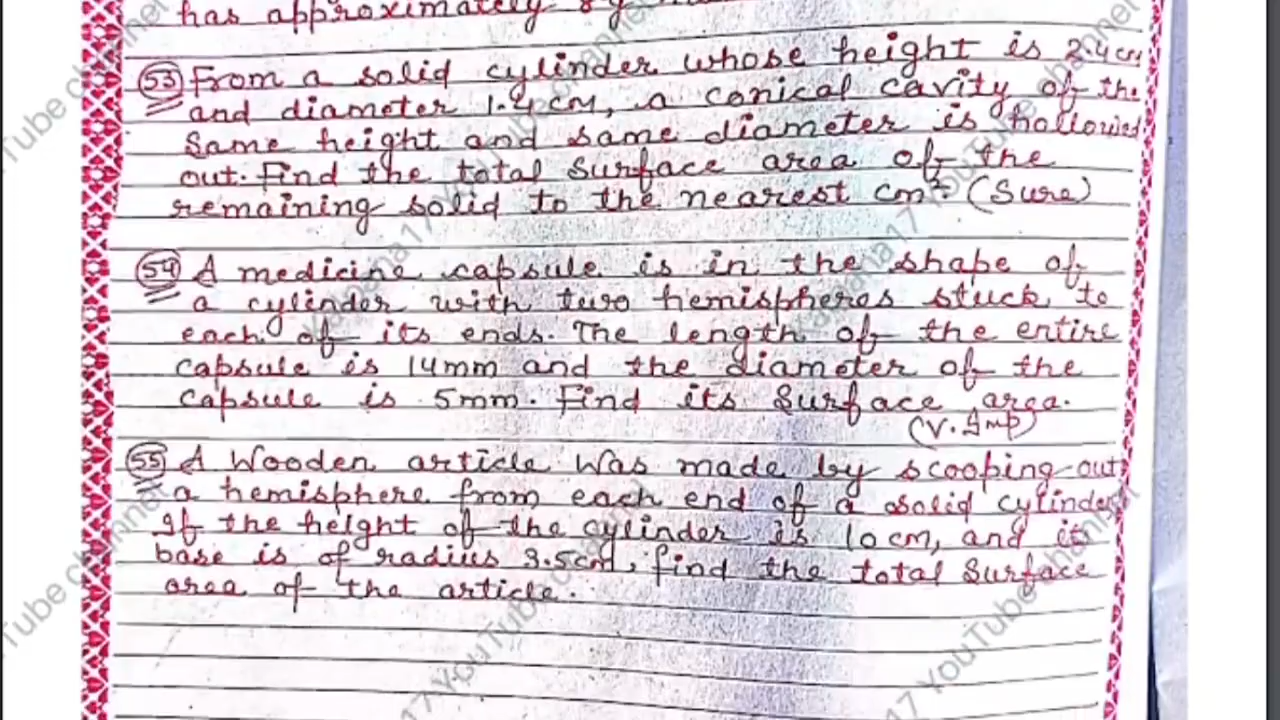 has approximately 8 g
(53) From a solid cylinder whose height is 2.4cm
and diameter 1.4 cm, a conical cavity of the
Same height and same diameter is hollowed
out. Find the total Surface area of the
remaining solid to the nearest cm². (Sure)
(54) A medicine capsule is in the shape of
a cylinder with two hemispheres stuck to
each of its ends. The length of the entire
capsule is 14mm and the diameter of the
Capsule is 5mm. Find its Surface area.
(V. Imp)
(55) A Wooden article Was made by scooping out
a hemisphere from each end of a solid cylinder
If the height of the cylinder is 10cm, and its
base is of radius 3.5cm, find the total Surface
area of the article.